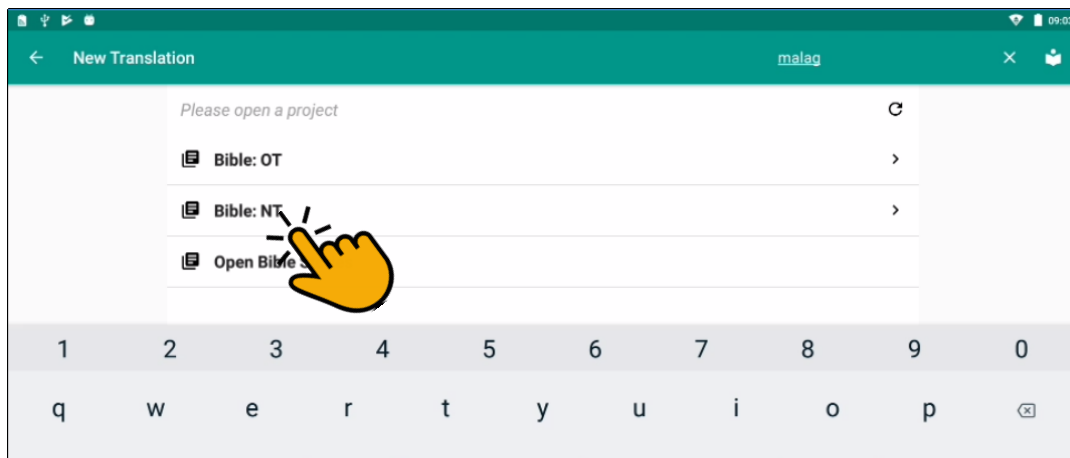 09:03
New Translation malag
Please open a project
Bible: OT
Bible: NT
Open Bible S
1 2 3 4 5 6 7 8 9 0
q w e r t y u i o p